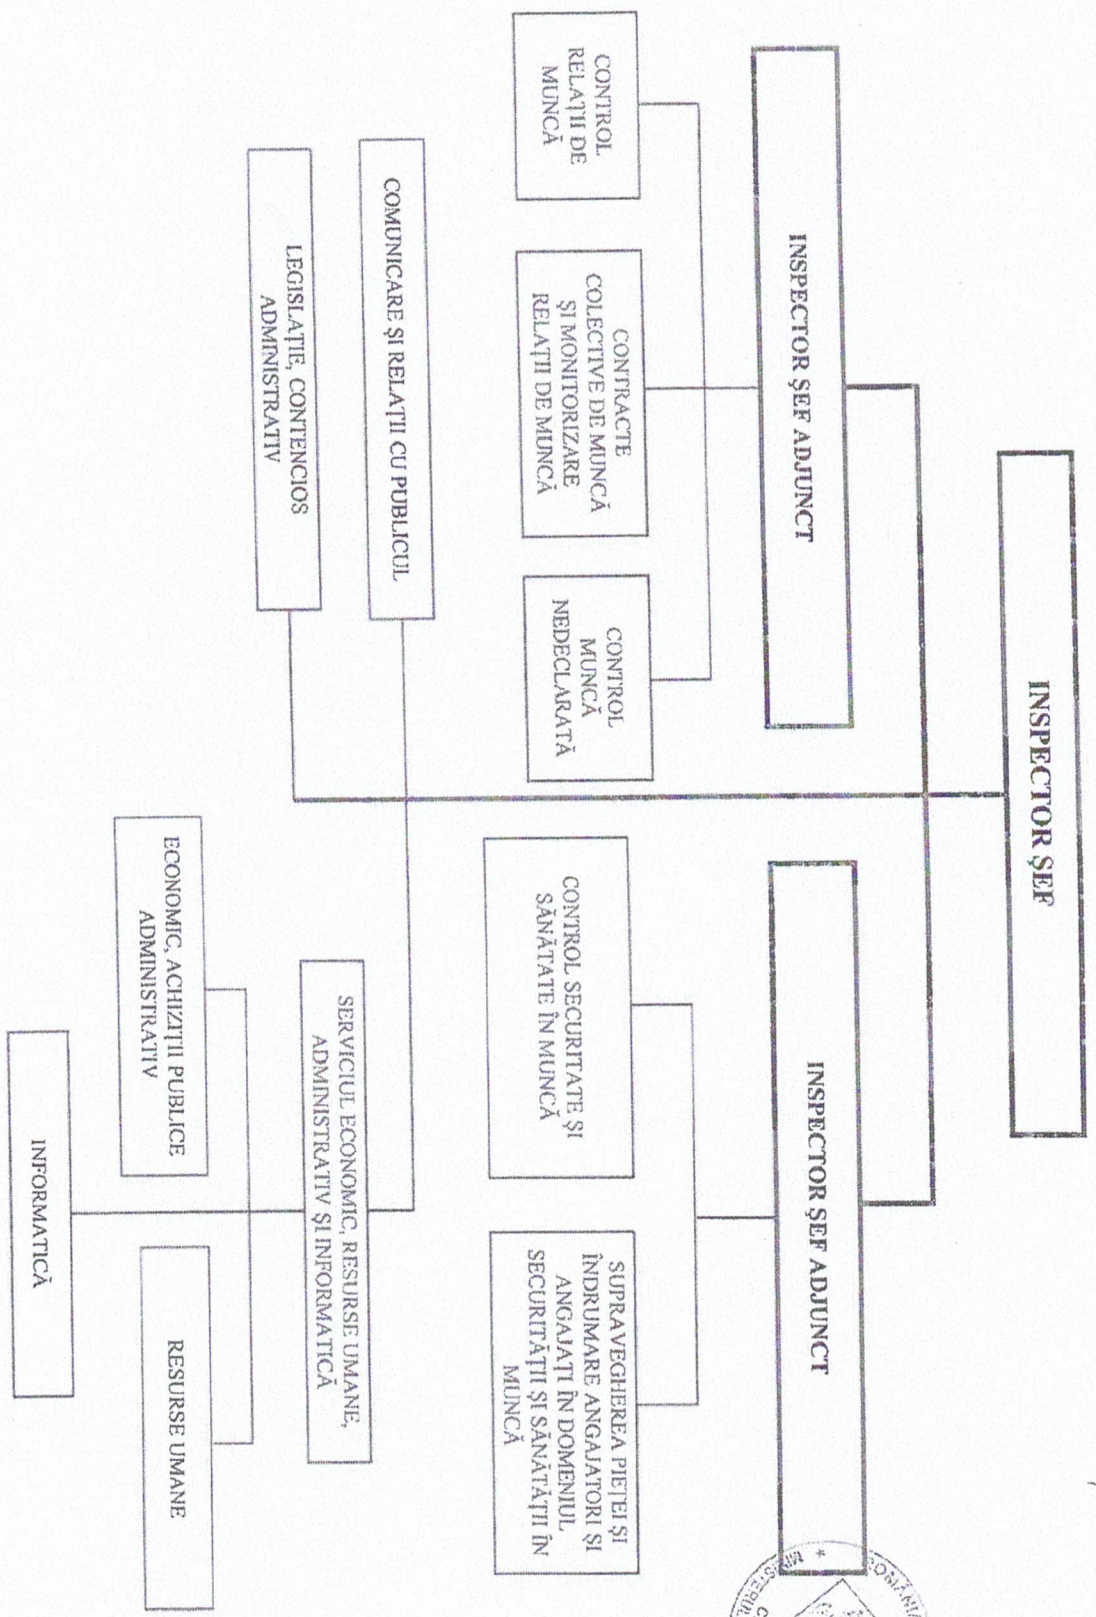 INSPECTOR ŞEF
INSPECTOR ŞEF ADJUNCT
INSPECTOR ŞEF ADJUNCT
CONTROL
RELAŢII DE
MUNCĂ
CONTRACTE
COLECTIVE DE MUNCĂ
ŞI MONITORIZARE
RELAŢII DE MUNCĂ
CONTROL
MUNCĂ
NEDECLARATĂ
CONTROL SECURITATE ŞI
SĂNĂTATE ÎN MUNCĂ
SUPRAVEGHEREA PIEŢEI ŞI
ÎNDRUMARE ANGAJATORI ŞI
ANGAJAŢI ÎN DOMENIUL
SECURITĂŢII ŞI SĂNĂTĂŢII ÎN
MUNCĂ
COMUNICARE ŞI RELAŢII CU PUBLICUL
SERVICIUL ECONOMIC, RESURSE UMANE,
ADMINISTRATIV ŞI INFORMATICĂ
LEGISLAŢIE, CONTENCIOS
ADMINISTRATIV
ECONOMIC, ACHIZIŢII PUBLICE
ADMINISTRATIV
RESURSE UMANE
INFORMATICĂ
ROMÂNIA
* MINISTERUL